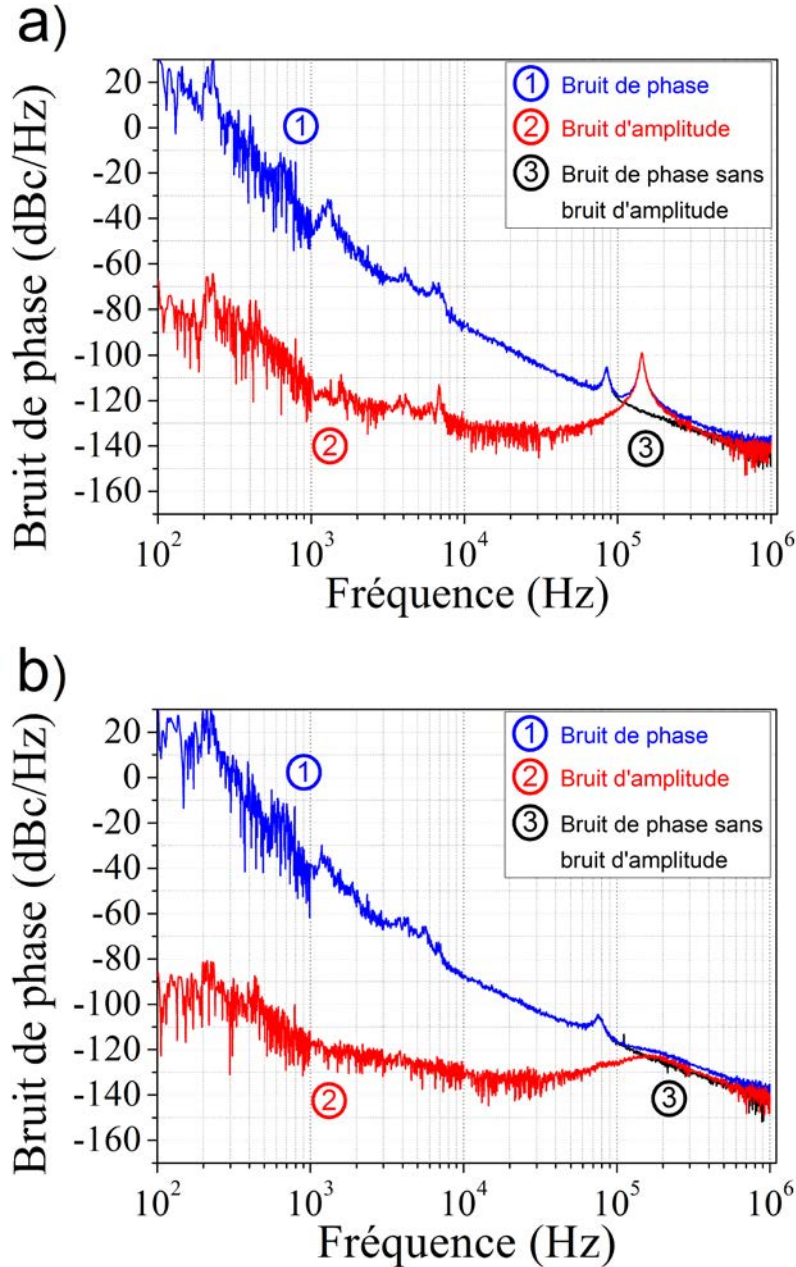 a)
Bruit de phase (dBc/Hz)
20
0
-20
-40
-60
-80
-100
-120
-140
-160
1 Bruit de phase
2 Bruit d'amplitude
3 Bruit de phase sans
bruit d'amplitude
1
2
3
10² 10³ 10⁴ 10⁵ 10⁶
Fréquence (Hz)
b)
Bruit de phase (dBc/Hz)
20
0
-20
-40
-60
-80
-100
-120
-140
-160
1 Bruit de phase
2 Bruit d'amplitude
3 Bruit de phase sans
bruit d'amplitude
1
2
3
10² 10³ 10⁴ 10⁵ 10⁶
Fréquence (Hz)